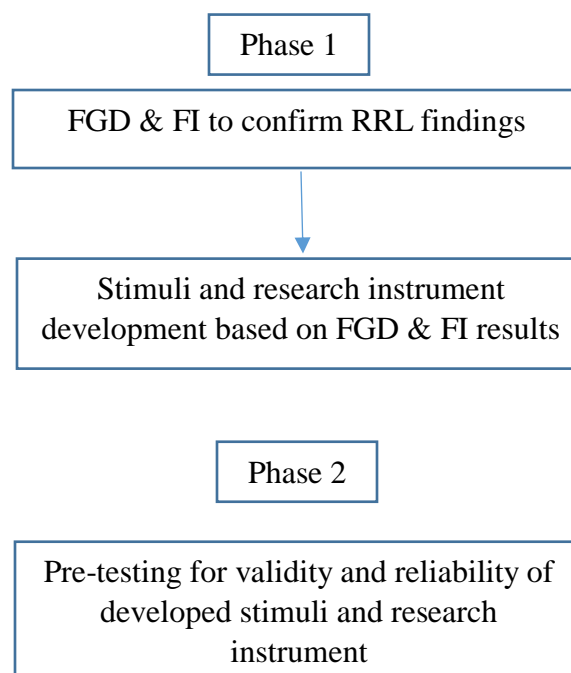 Phase 1
FGD & FI to confirm RRL findings
Stimuli and research instrument
development based on FGD & FI results
Phase 2
Pre-testing for validity and reliability of
developed stimuli and research
instrument